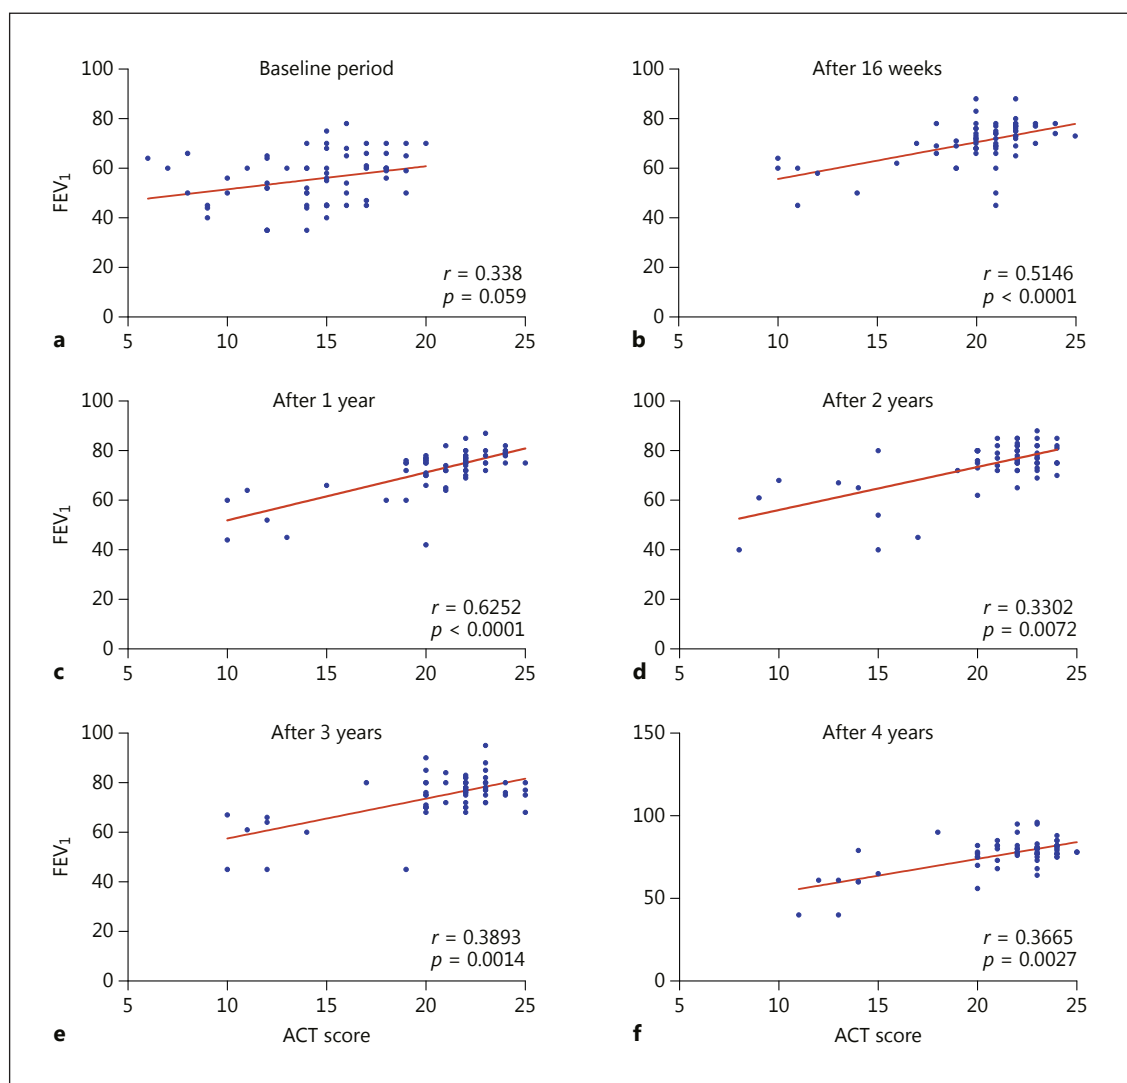 Baseline period
100
80
60
40
20
0
FEV1
5 10 15 20 25
r = 0.338
p = 0.059
a
After 16 weeks
100
80
60
40
20
0
5 10 15 20 25
r = 0.5146
p < 0.0001
b
After 1 year
100
80
60
40
20
0
FEV1
5 10 15 20 25
r = 0.6252
p < 0.0001
c
After 2 years
100
80
60
40
20
0
5 10 15 20 25
r = 0.3302
p = 0.0072
d
After 3 years
100
80
60
40
20
0
FEV1
5 10 15 20 25
r = 0.3893
p = 0.0014
e
ACT score
After 4 years
150
100
50
0
5 10 15 20 25
r = 0.3665
p = 0.0027
f
ACT score